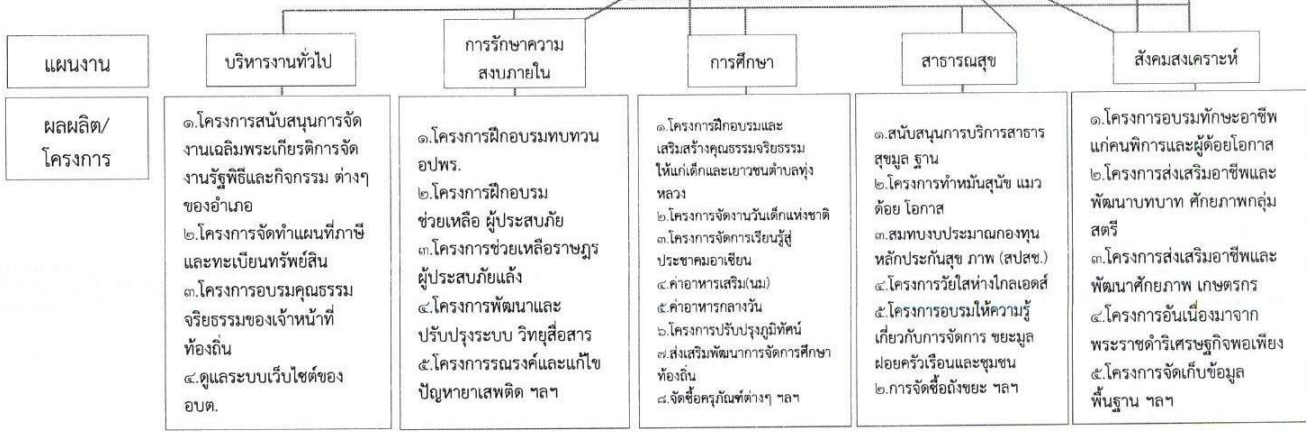 แผนงาน
บริหารงานทั่วไป
การรักษาความ
สงบภายใน
การศึกษา
สาธารณสุข
สังคมสงเคราะห์
ผลผลิต/
โครงการ
๑.โครงการสนับสนุนการจัด
งานเฉลิมพระเกียรติการจัด
งานรัฐพิธีและกิจกรรม ต่างๆ
ของอำเภอ
๒.โครงการจัดทำแผนที่ภาษี
และทะเบียนทรัพย์สิน
๓.โครงการอบรมคุณธรรม
จริยธรรมของเจ้าหน้าที่
ท้องถิ่น
๔.ดูแลระบบเว็บไซต์ของ
อบต.
๑.โครงการฝึกอบรมทบทวน
อปพร.
๒.โครงการฝึกอบรม
ช่วยเหลือ ผู้ประสบภัย
๓.โครงการช่วยเหลือราษฎร
ผู้ประสบภัยแล้ง
๔.โครงการพัฒนาและ
ปรับปรุงระบบ วิทยุสื่อสาร
๕.โครงการรณรงค์และแก้ไข
ปัญหายาเสพติด ฯลฯ
๑.โครงการฝึกอบรมและ
เสริมสร้างคุณธรรมจริยธรรม
ให้แก่เด็กและเยาวชนตำบลทุ่ง
หลวง
๒.โครงการจัดงานวันเด็กแห่งชาติ
๓.โครงการจัดการเรียนรู้สู่
ประชาคมอาเซียน
๔.ค่าอาหารเสริม(นม)
๕.ค่าอาหารกลางวัน
๖.โครงการปรับปรุงภูมิทัศน์
๗.ส่งเสริมพัฒนาการจัดการศึกษา
ท้องถิ่น
๘.จัดซื้อครุภัณฑ์ต่างๆ ฯลฯ
๑.สนับสนุนการบริการสาธาร
สุขมูล ฐาน
๒.โครงการทำหมันสุนัข แมว
ด้อย โอกาส
๓.สมทบงบประมาณกองทุน
หลักประกันสุข ภาพ (สปสช.)
๔.โครงการวัยใสห่างไกลเอดส์
๕.โครงการอบรมให้ความรู้
เกี่ยวกับการจัดการ ขยะมูล
ฝอยครัวเรือนและชุมชน
๒.การจัดซื้อถังขยะ ฯลฯ
๑.โครงการอบรมทักษะอาชีพ
แก่คนพิการและผู้ด้อยโอกาส
๒.โครงการส่งเสริมอาชีพและ
พัฒนาบทบาท ศักยภาพกลุ่ม
สตรี
๓.โครงการส่งเสริมอาชีพและ
พัฒนาศักยภาพ เกษตรกร
๔.โครงการอันเนื่องมาจาก
พระราชดำริเศรษฐกิจพอเพียง
๕.โครงการจัดเก็บข้อมูล
พื้นฐาน ฯลฯ